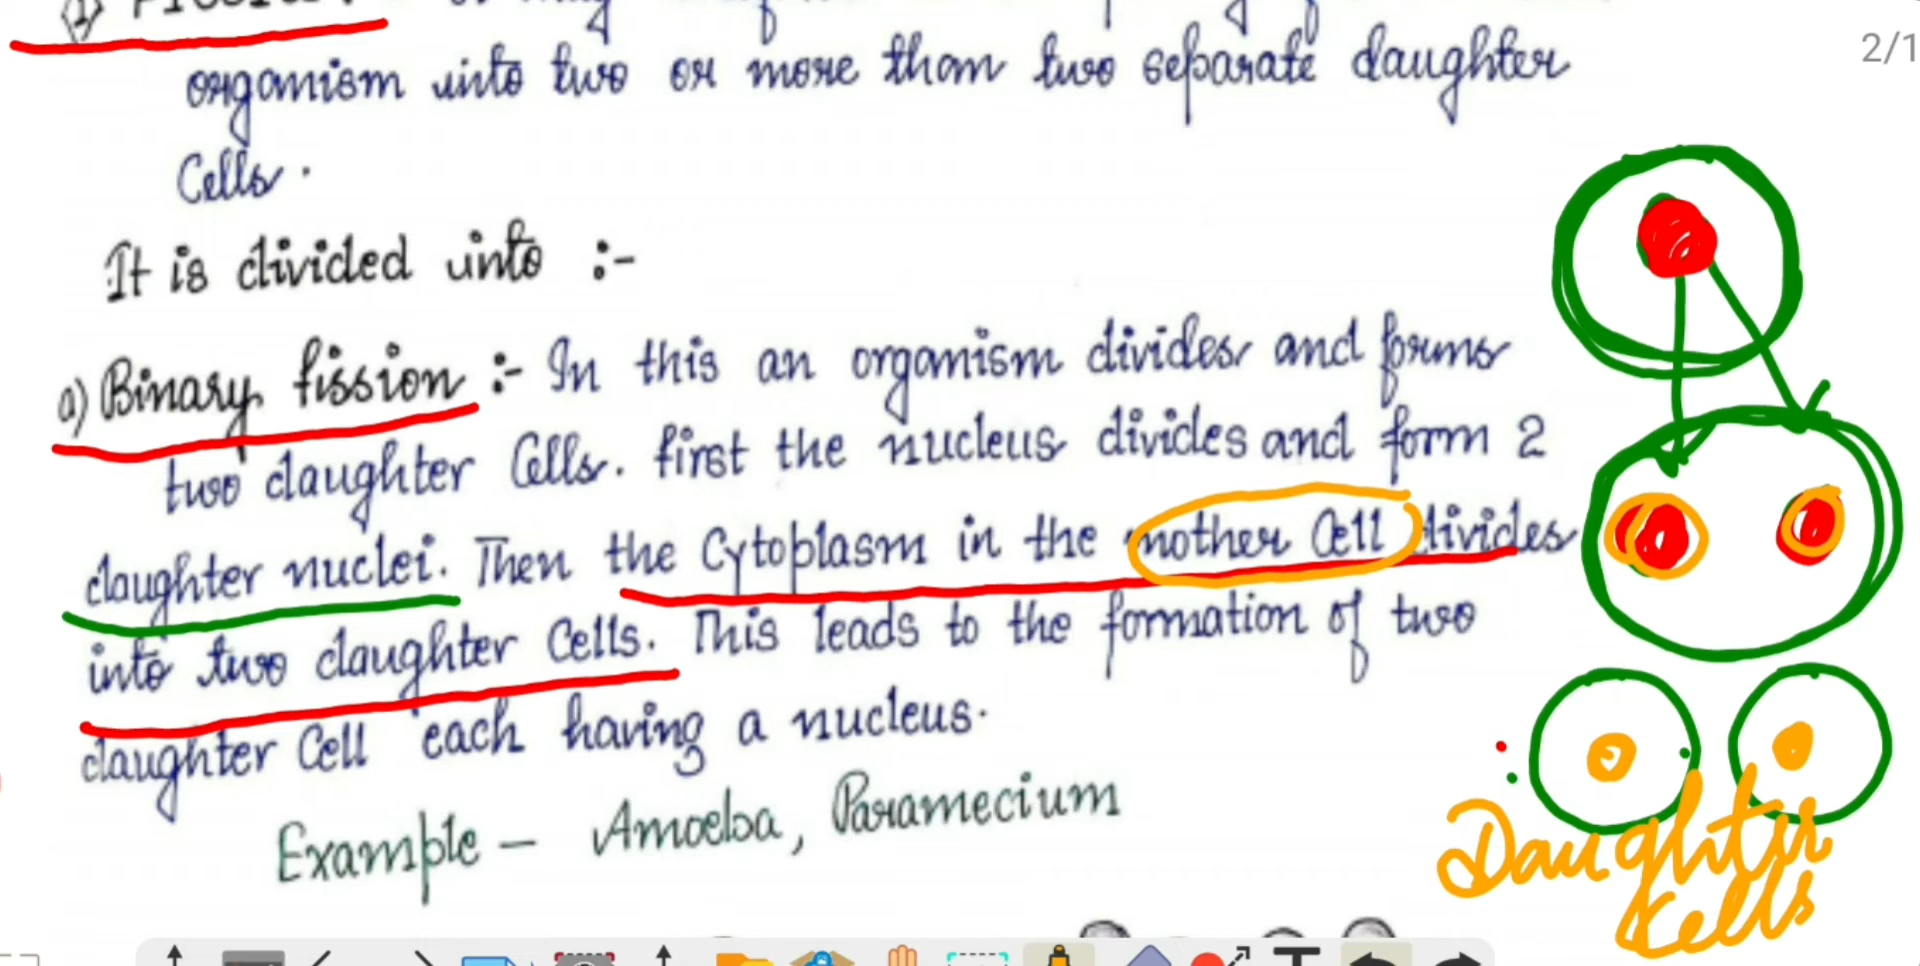 2/1
organism into two or more than two separate daughter
Cells.
It is divided into :-
a) Binary fission :- In this an organism divides and forms
two daughter Cells. first the nucleus divides and form 2
daughter nuclei. Then the Cytoplasm in the mother Cell divides
into two daughter Cells. This leads to the formation of two
daughter Cell each having a nucleus.
Example - Amoeba, Paramecium
Daughter
Cells